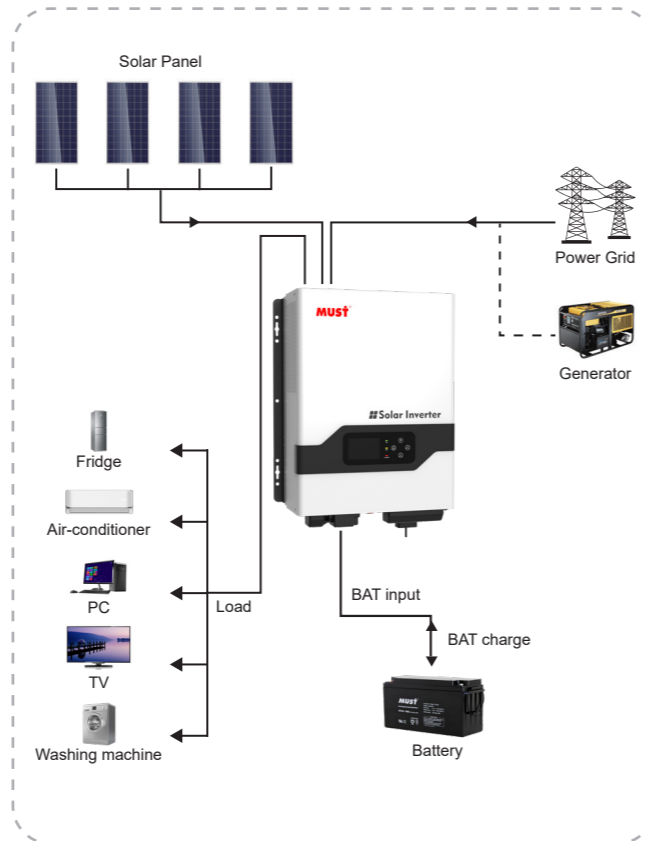 Solar Panel
Power Grid
Generator
MUST
Solar Inverter
Fridge
Air-conditioner
PC
Load
TV
Washing machine
BAT input
BAT charge
MUST
Battery